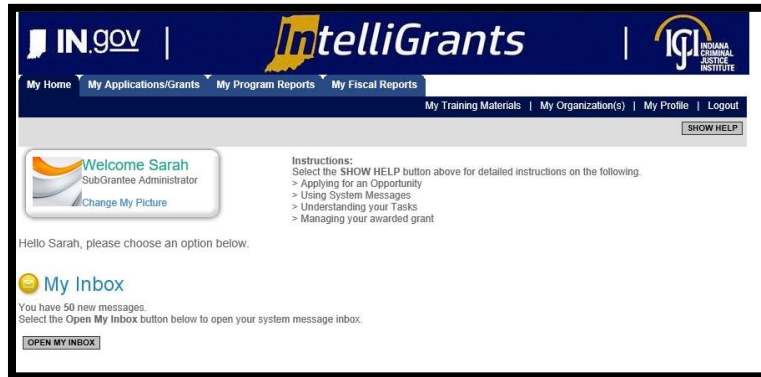 IN.gov | IntelliGrants | ICJI INDIANA CRIMINAL JUSTICE INSTITUTE
My Home My Applications/Grants My Program Reports My Fiscal Reports
My Training Materials | My Organization(s) | My Profile | Logout
SHOW HELP
Welcome Sarah
SubGrantee Administrator
Change My Picture
Instructions:
Select the SHOW HELP button above for detailed instructions on the following.
> Applying for an Opportunity
> Using System Messages
> Understanding your Tasks
> Managing your awarded grant
Hello Sarah, please choose an option below.
My Inbox
You have 50 new messages.
Select the Open My Inbox button below to open your system message inbox.
OPEN MY INBOX